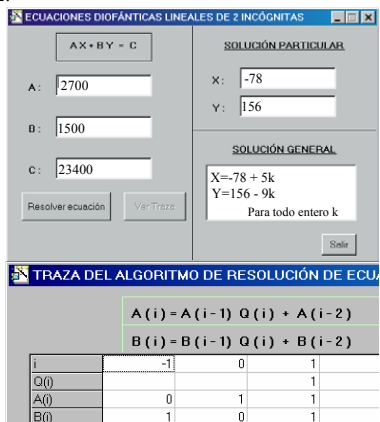 ECUACIONES DIOFÁNTICAS LINEALES DE 2 INCÓGNITAS
AX+BY = C
A: 2700
B: 1500
C: 23400
Resolver ecuación Ver Traza
SOLUCIÓN PARTICULAR
X: -78
Y: 156
SOLUCIÓN GENERAL
X=-78 + 5k
Y=156 - 9k
Para todo entero k
Salir
TRAZA DEL ALGORITMO DE RESOLUCIÓN DE ECUA
A(i)=A(i-1) Q(i) + A(i-2)
B(i)=B(i-1) Q(i) + B(i-2)
i -1 0 1
Q(i) 1
A(i) 0 1 1
B(i) 1 0 1